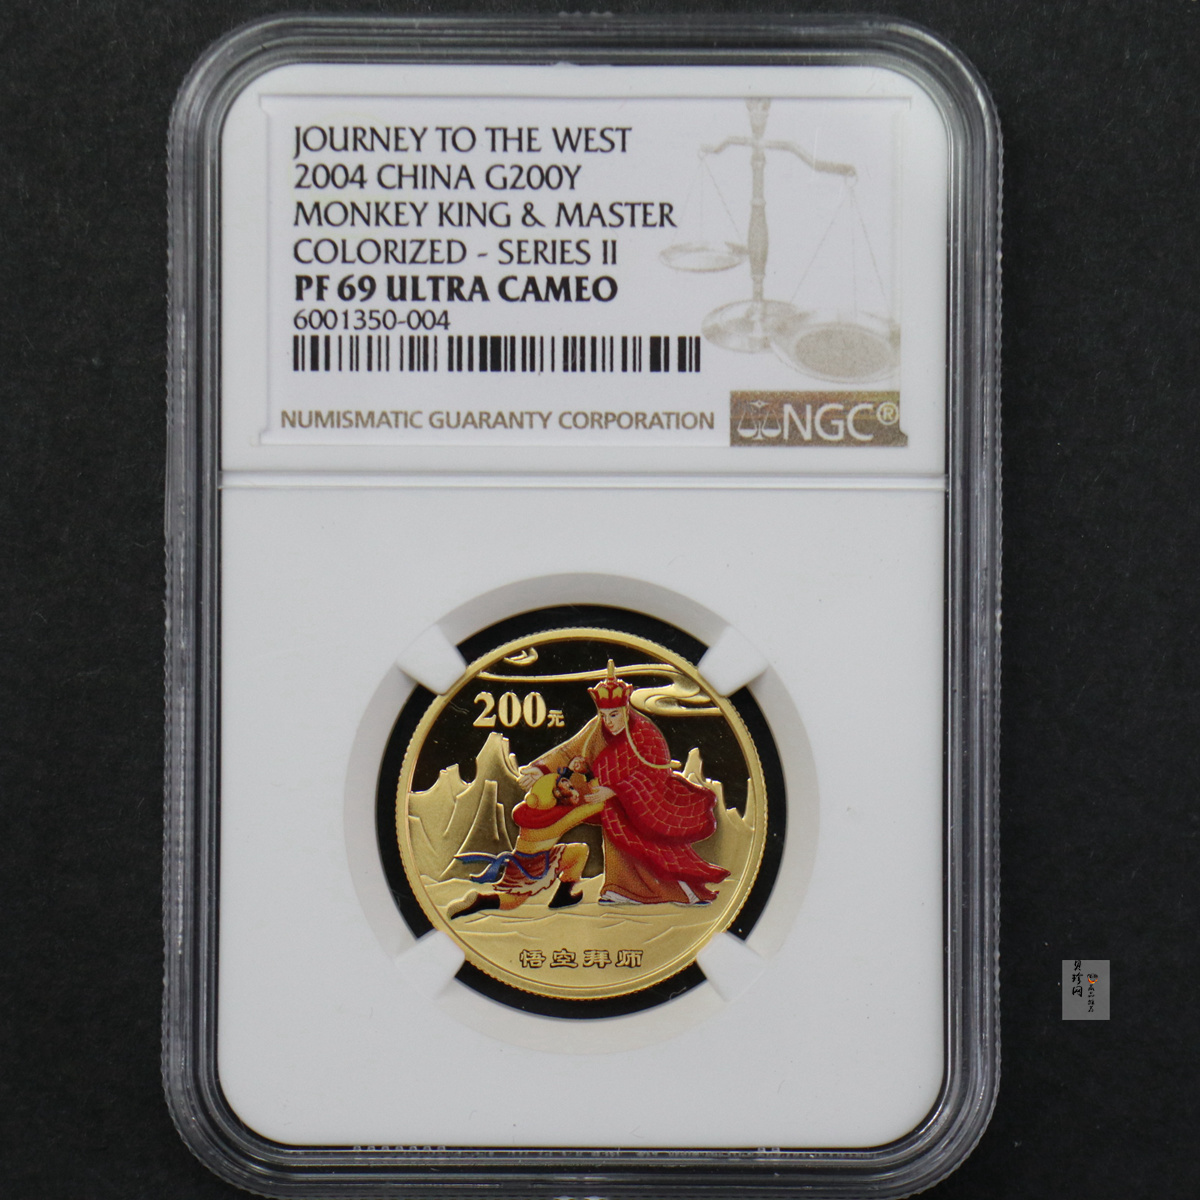 JOURNEY TO THE WEST
2004 CHINA G200Y
MONKEY KING & MASTER
COLORIZED - SERIES II
PF 69 ULTRA CAMEO
6001350-004
NUMISMATIC GUARANTY CORPORATION
NGC®
200元
悟空拜师